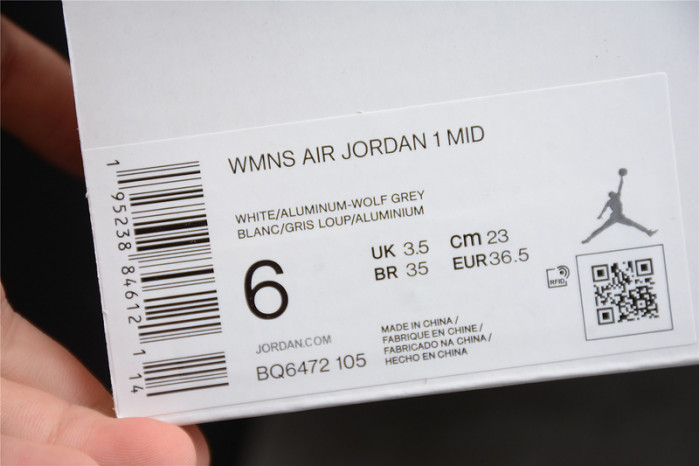 WMNS AIR JORDAN 1 MID
WHITE/ALUMINUM-WOLF GREY
BLANC/GRIS LOUP/ALUMINIUM
6
UK 3.5 cm 23
BR 35 EUR 36.5
RFID
JORDAN.COM
BQ6472 105
MADE IN CHINA /
FABRIQUE EN CHINE /
FABRICADO NA CHINA /
HECHO EN CHINA
1 95238 84612 1 14